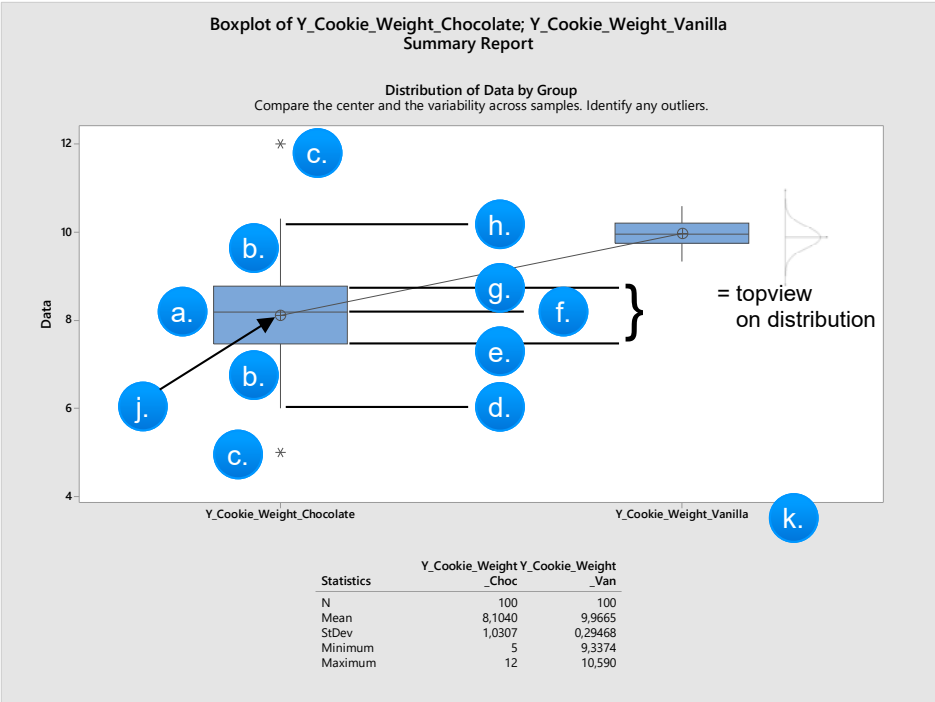 Boxplot of Y_Cookie_Weight_Chocolate; Y_Cookie_Weight_Vanilla
Summary Report
Distribution of Data by Group
Compare the center and the variability across samples. Identify any outliers.
12
c.
10
h.
b.
g.
= topview
on distribution
Data
8
a.
f.
}
e.
b.
6
j.
d.
c.
4
Y_Cookie_Weight_Chocolate Y_Cookie_Weight_Vanilla
k.
Y_Cookie_Weight Y_Cookie_Weight
Statistics _Choc _Van
N 100 100
Mean 8,1040 9,9665
StDev 1,0307 0,29468
Minimum 5 9,3374
Maximum 12 10,590